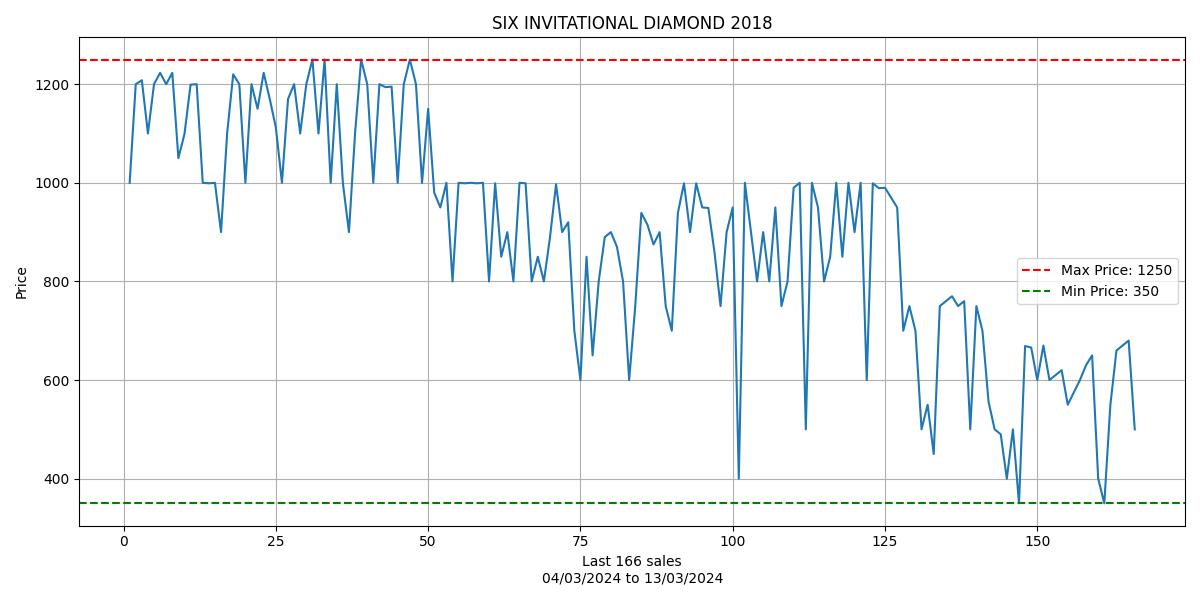 SIX INVITATIONAL DIAMOND 2018
1200
1000
800
600
400
Price
Max Price: 1250
Min Price: 350
0 25 50 75 100 125 150
Last 166 sales
04/03/2024 to 13/03/2024